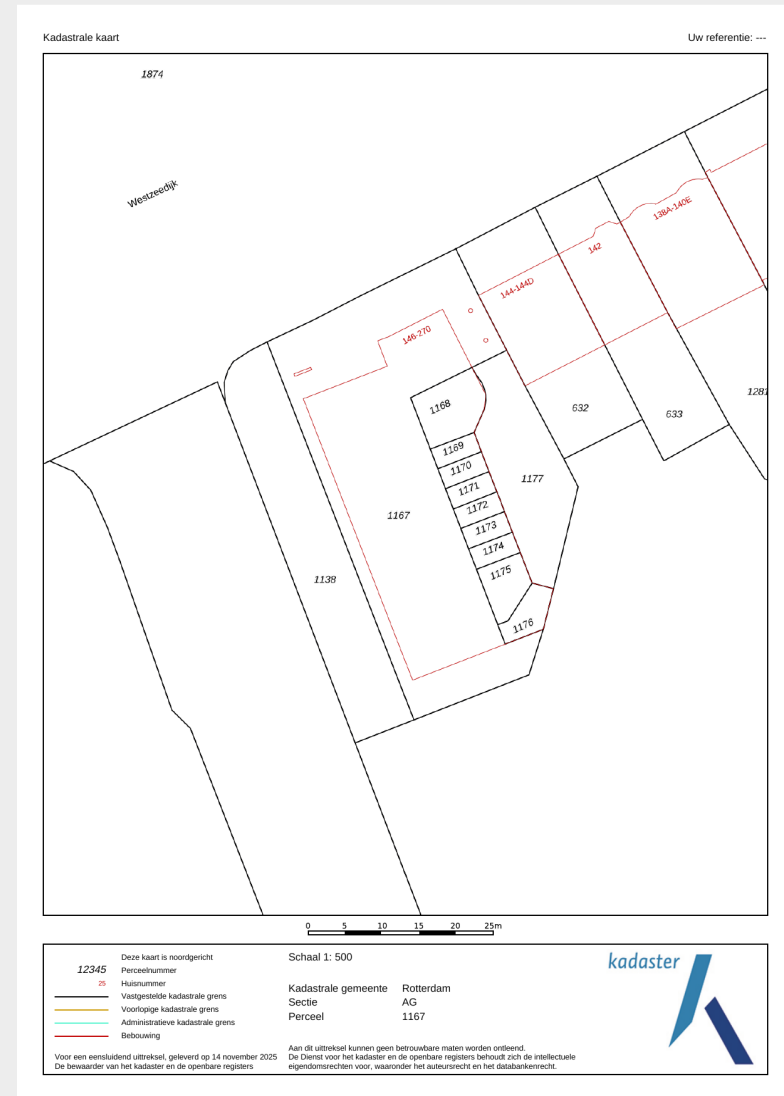 Kadastrale kaart
Uw referentie: ---
1874
Westzeedijk
138A-140E
142
144-144D
146-270
1281
1168
632
633
1169
1170
1177
1171
1172
1167
1173
1174
1175
1138
1176
0 5 10 15 20 25m
Deze kaart is noordgericht
12345 Perceelnummer
25 Huisnummer
Vastgestelde kadastrale grens
Voorlopige kadastrale grens
Administratieve kadastrale grens
Bebouwing
Voor een eensluidend uittreksel, geleverd op 14 november 2025
De bewaarder van het kadaster en de openbare registers
Schaal 1: 500
Kadastrale gemeente Rotterdam
Sectie AG
Perceel 1167
Aan dit uittreksel kunnen geen betrouwbare maten worden ontleend.
De Dienst voor het kadaster en de openbare registers behoudt zich de intellectuele
eigendomsrechten voor, waaronder het auteursrecht en het databankenrecht.
kadaster